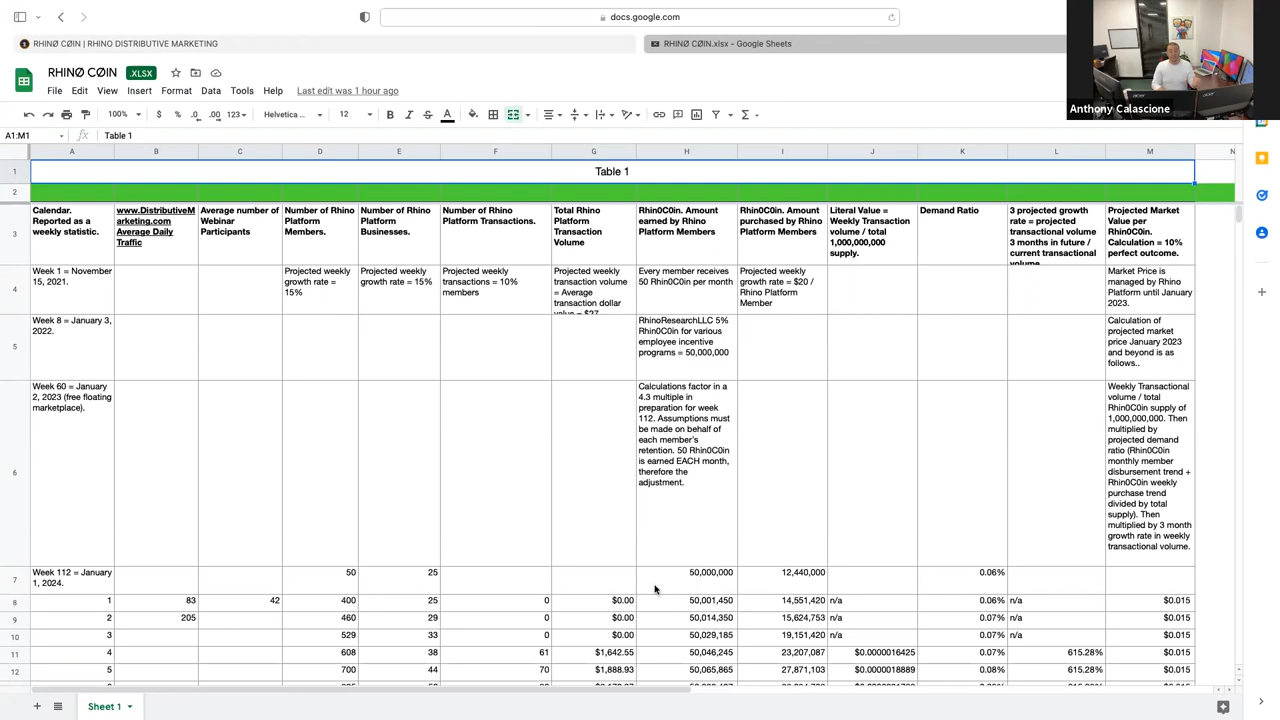 docs.google.com
RHINØ CØIN | RHINO DISTRIBUTIVE MARKETING
RHINØ CØIN.xlsx - Google Sheets
RHINØ CØIN .XLSX
File Edit View Insert Format Data Tools Help Last edit was 1 hour ago
100% $ % .0 .00 123 Helvetica ... 12 B I S A
A1:M1 fx Table 1
A B C D E F G H I J K L M N
1 Table 1
2
3
Calendar.
Reported as a
weekly statistic.
www.DistributiveM
arketing.com
Average Daily
Traffic
Average number of
Webinar
Participants
Number of Rhino
Platform
Members.
Number of Rhino
Platform
Businesses.
Number of Rhino
Platform Transactions.
Total Rhino
Platform
Transaction
Volume
Rhin0C0in. Amount
earned by Rhino
Platform Members
Rhin0C0in. Amount
purchased by Rhino
Platform Members
Literal Value =
Weekly Transaction
volume / total
1,000,000,000
supply.
Demand Ratio
3 projected growth
rate = projected
transactional volume
3 months in future /
current transactional
volume
Projected Market
Value per
Rhin0C0in.
Calculation = 10%
perfect outcome.
4
Week 1 = November
15, 2021.
Projected weekly
growth rate =
15%
Projected weekly
growth rate = 15%
Projected weekly
transactions = 10%
members
Projected weekly
transaction volume
= Average
transaction dollar
value = $27
Every member receives
50 Rhin0C0in per month
Projected weekly
growth rate = $20 /
Rhino Platform
Member
Market Price is
managed by Rhino
Platform until January
2023.
5
Week 8 = January 3,
2022.
RhinoResearchLLC 5%
Rhin0C0in for various
employee incentive
programs = 50,000,000
Calculation of
projected market
price January 2023
and beyond is as
follows..
6
Week 60 = January
2, 2023 (free floating
marketplace).
Calculations factor in a
4.3 multiple in
preparation for week
112. Assumptions must
be made on behalf of
each member's
retention. 50 Rhin0C0in
is earned EACH month,
therefore the
adjustment.
Weekly Transactional
volume / total
Rhin0C0in supply of
1,000,000,000. Then
multiplied by
projected demand
ratio (Rhin0C0in
monthly member
disbursement trend +
Rhin0C0in weekly
purchase trend
divided by total
supply). Then
multiplied by 3 month
growth rate in weekly
transactional volume.
7
Week 112 = January
1, 2024.
50 25 50,000,000 12,440,000 0.06%
8 1 83 42 400 25 0 $0.00 50,001,450 14,551,420 n/a 0.06% n/a $0.015
9 2 205 460 29 0 $0.00 50,014,350 15,624,753 n/a 0.07% n/a $0.015
10 3 529 33 0 $0.00 50,029,185 19,151,420 n/a 0.07% n/a $0.015
11 4 608 38 61 $1,642.55 50,046,245 23,207,087 $0.0000016425 0.07% 615.28% $0.015
12 5 700 44 70 $1,888.93 50,065,865 27,871,103 $0.0000018889 0.08% 615.28% $0.015
Sheet 1
Anthony Calascione